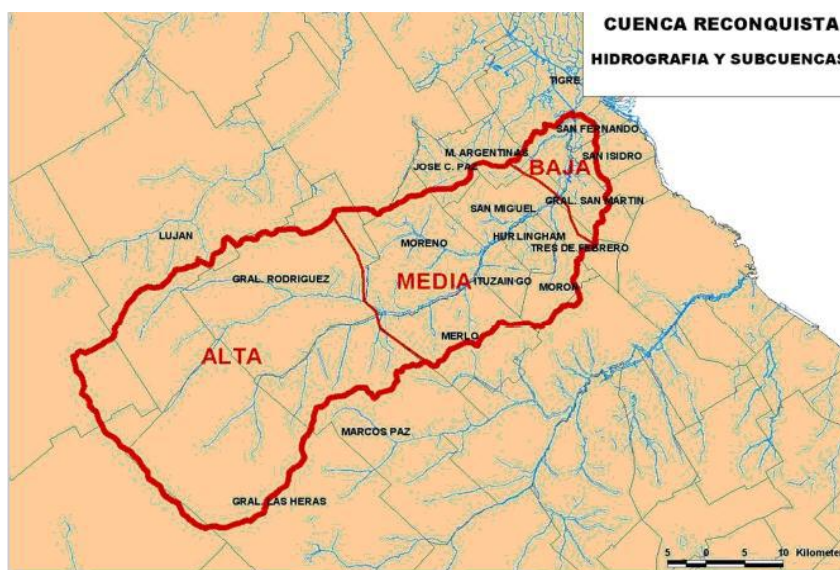 CUENCA RECONQUISTA
HIDROGRAFIA Y SUBCUENCAS
TIGRE
SAN FERNANDO
M. ARGENTINAS
SAN ISIDRO
JOSE C. PAZ
BAJA
GRAL. SAN MARTIN
SAN MIGUEL
LUJAN
HURLINGHAM
MORENO
TRES DE FEBRERO
GRAL. RODRIGUEZ
MEDIA
ITUZAINGO
MORON
MERLO
ALTA
MARCOS PAZ
GRAL. LAS HERAS
5 0 5 10 Kilomete